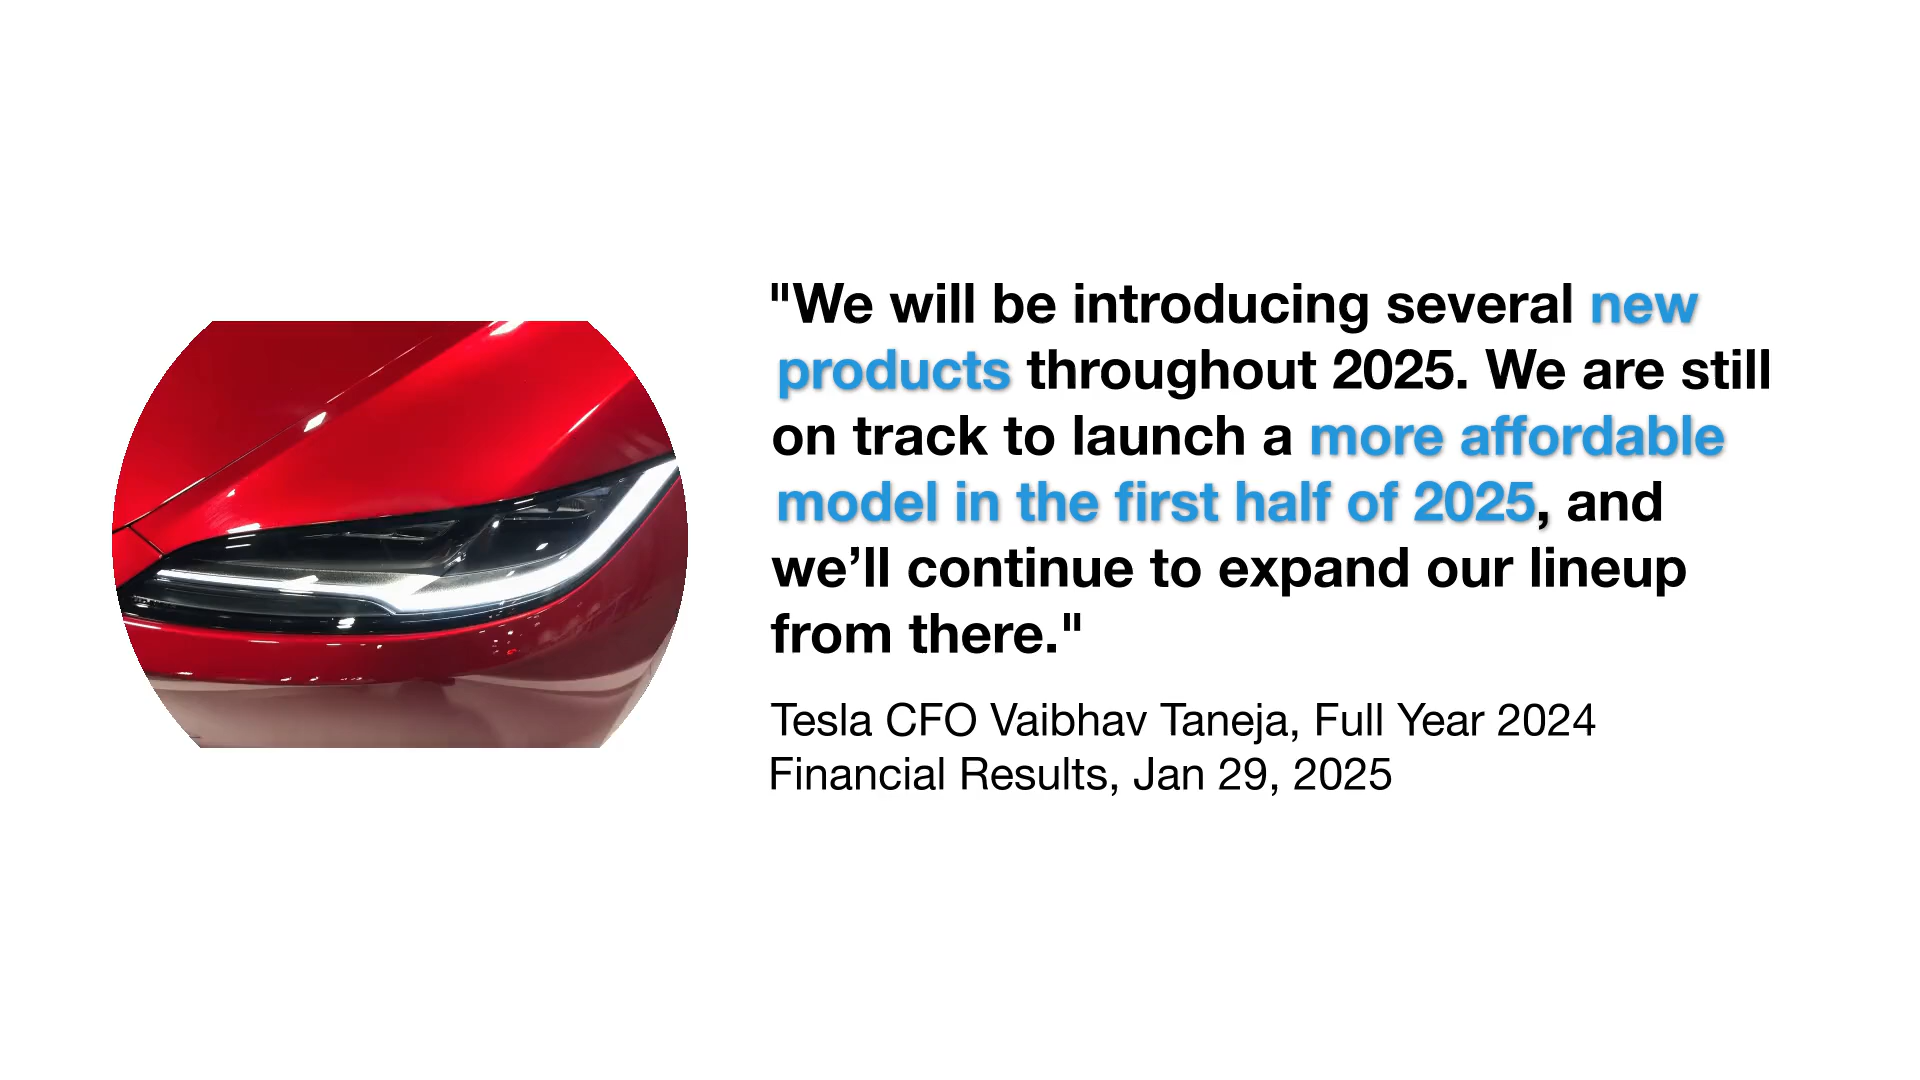 "We will be introducing several new
products throughout 2025. We are still
on track to launch a more affordable
model in the first half of 2025, and
we’ll continue to expand our lineup
from there."
Tesla CFO Vaibhav Taneja, Full Year 2024
Financial Results, Jan 29, 2025